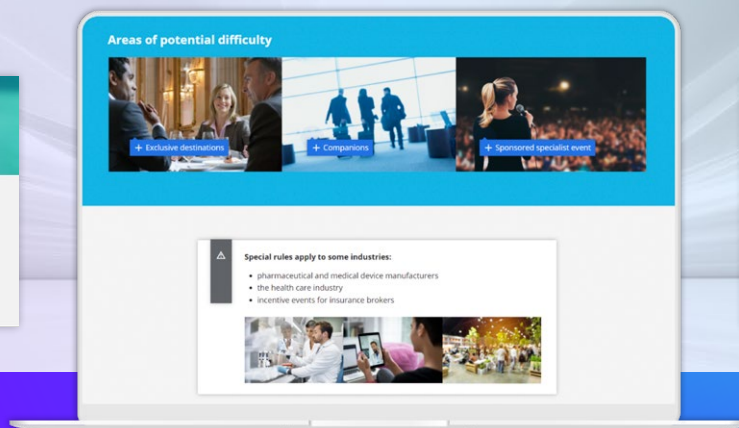 Areas of potential difficulty
+ Exclusive destinations
+ Companions
+ Sponsored specialist event
Special rules apply to some industries:
• pharmaceutical and medical device manufacturers
• the health care industry
• incentive events for insurance brokers